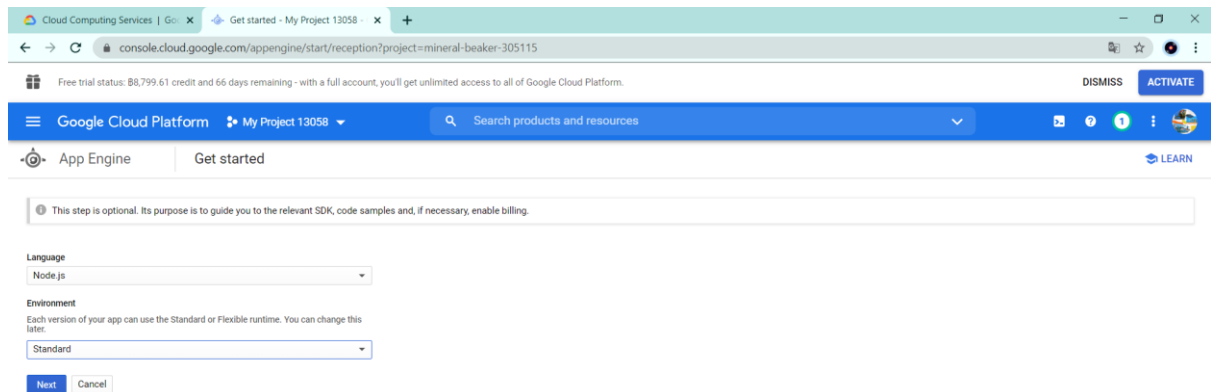 Cloud Computing Services | Go
Get started - My Project 13058 -
console.cloud.google.com/appengine/start/reception?project=mineral-beaker-305115
Free trial status: ฿8,799.61 credit and 66 days remaining - with a full account, you'll get unlimited access to all of Google Cloud Platform.
DISMISS
ACTIVATE
Google Cloud Platform
My Project 13058
Search products and resources
1
App Engine
Get started
LEARN
This step is optional. Its purpose is to guide you to the relevant SDK, code samples and, if necessary, enable billing.
Language
Node.js
Environment
Each version of your app can use the Standard or Flexible runtime. You can change this
later.
Standard
Next
Cancel